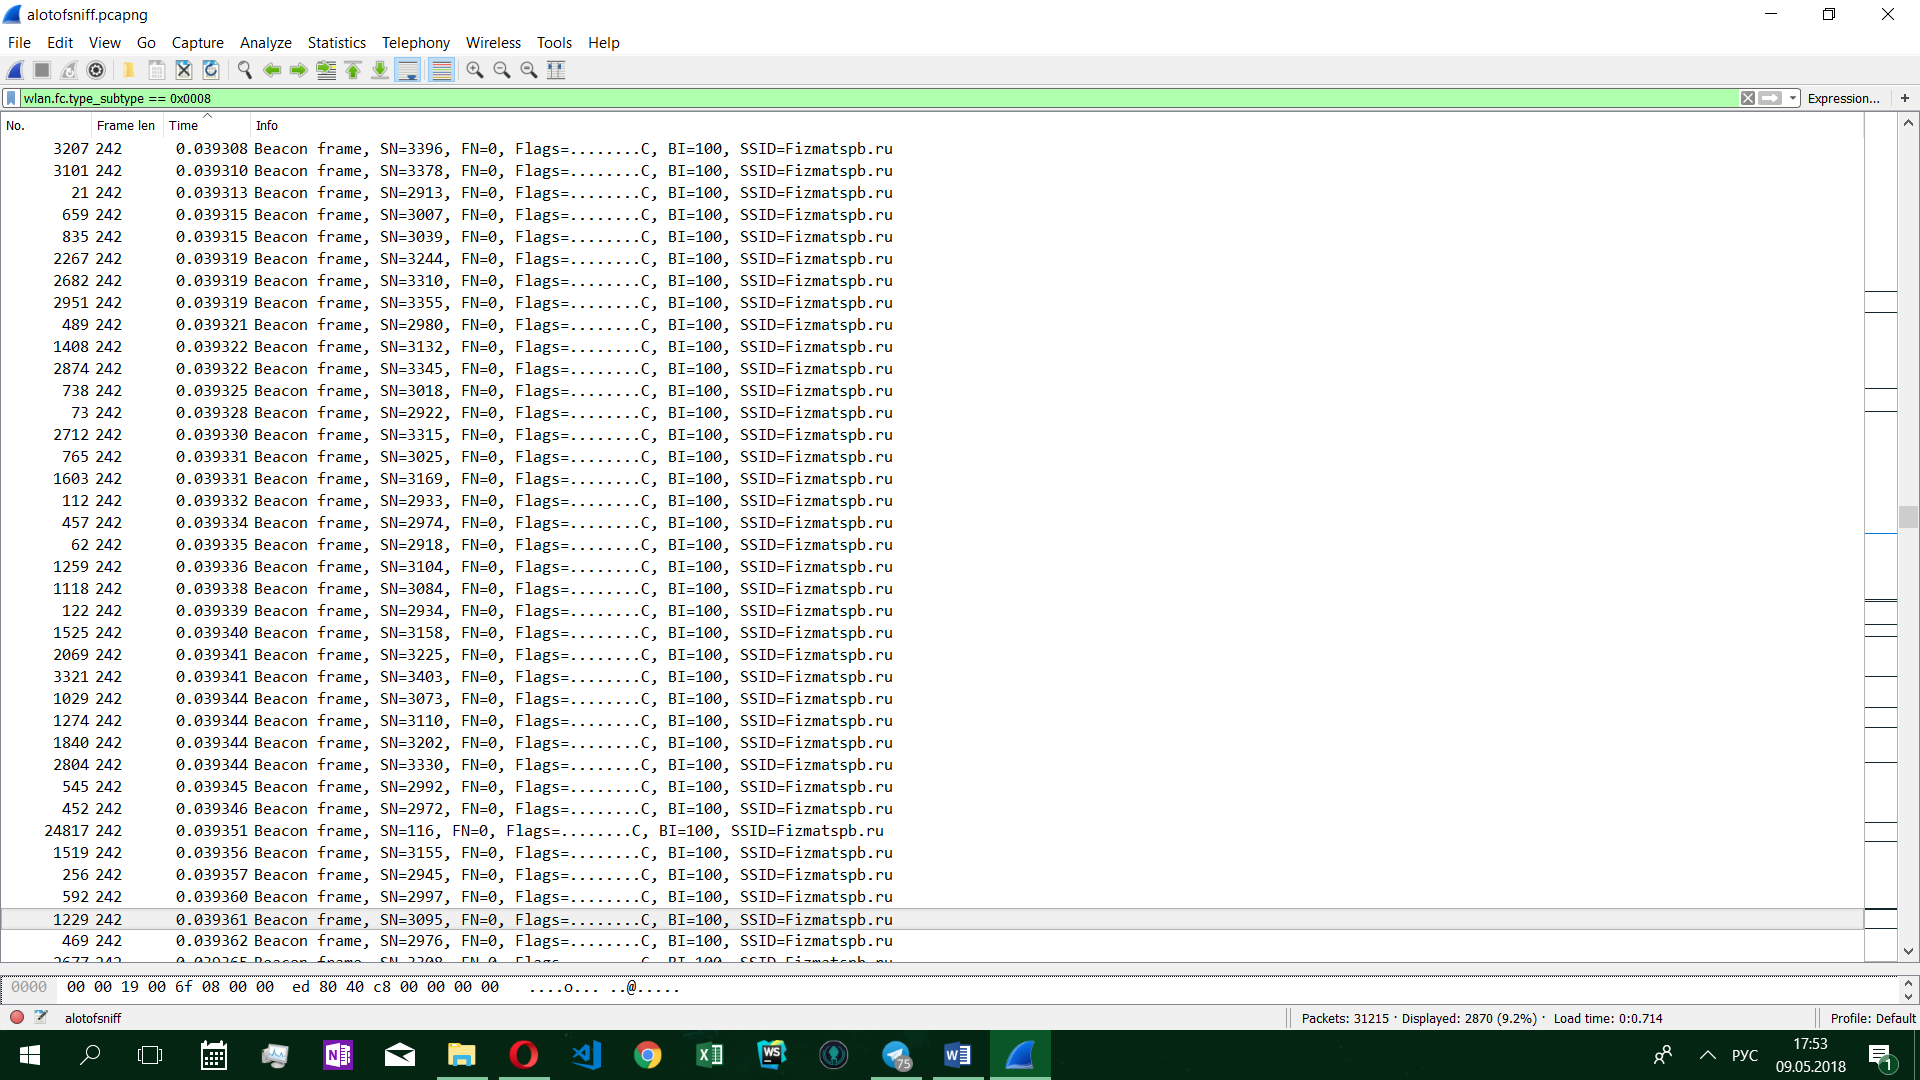 alotofsniff.pcapng
File Edit View Go Capture Analyze Statistics Telephony Wireless Tools Help
wlan.fc.type_subtype == 0x0008 Expression... +
No. Frame len Time Info
3207 242 0.039308 Beacon frame, SN=3396, FN=0, Flags=........C, BI=100, SSID=Fizmatspb.ru
3101 242 0.039310 Beacon frame, SN=3378, FN=0, Flags=........C, BI=100, SSID=Fizmatspb.ru
21 242 0.039313 Beacon frame, SN=2913, FN=0, Flags=........C, BI=100, SSID=Fizmatspb.ru
659 242 0.039315 Beacon frame, SN=3007, FN=0, Flags=........C, BI=100, SSID=Fizmatspb.ru
835 242 0.039315 Beacon frame, SN=3039, FN=0, Flags=........C, BI=100, SSID=Fizmatspb.ru
2267 242 0.039319 Beacon frame, SN=3244, FN=0, Flags=........C, BI=100, SSID=Fizmatspb.ru
2682 242 0.039319 Beacon frame, SN=3310, FN=0, Flags=........C, BI=100, SSID=Fizmatspb.ru
2951 242 0.039319 Beacon frame, SN=3355, FN=0, Flags=........C, BI=100, SSID=Fizmatspb.ru
489 242 0.039321 Beacon frame, SN=2980, FN=0, Flags=........C, BI=100, SSID=Fizmatspb.ru
1408 242 0.039322 Beacon frame, SN=3132, FN=0, Flags=........C, BI=100, SSID=Fizmatspb.ru
2874 242 0.039322 Beacon frame, SN=3345, FN=0, Flags=........C, BI=100, SSID=Fizmatspb.ru
738 242 0.039325 Beacon frame, SN=3018, FN=0, Flags=........C, BI=100, SSID=Fizmatspb.ru
73 242 0.039328 Beacon frame, SN=2922, FN=0, Flags=........C, BI=100, SSID=Fizmatspb.ru
2712 242 0.039330 Beacon frame, SN=3315, FN=0, Flags=........C, BI=100, SSID=Fizmatspb.ru
765 242 0.039331 Beacon frame, SN=3025, FN=0, Flags=........C, BI=100, SSID=Fizmatspb.ru
1603 242 0.039331 Beacon frame, SN=3169, FN=0, Flags=........C, BI=100, SSID=Fizmatspb.ru
112 242 0.039332 Beacon frame, SN=2933, FN=0, Flags=........C, BI=100, SSID=Fizmatspb.ru
457 242 0.039334 Beacon frame, SN=2974, FN=0, Flags=........C, BI=100, SSID=Fizmatspb.ru
62 242 0.039335 Beacon frame, SN=2918, FN=0, Flags=........C, BI=100, SSID=Fizmatspb.ru
1259 242 0.039336 Beacon frame, SN=3104, FN=0, Flags=........C, BI=100, SSID=Fizmatspb.ru
1118 242 0.039338 Beacon frame, SN=3084, FN=0, Flags=........C, BI=100, SSID=Fizmatspb.ru
122 242 0.039339 Beacon frame, SN=2934, FN=0, Flags=........C, BI=100, SSID=Fizmatspb.ru
1525 242 0.039340 Beacon frame, SN=3158, FN=0, Flags=........C, BI=100, SSID=Fizmatspb.ru
2069 242 0.039341 Beacon frame, SN=3225, FN=0, Flags=........C, BI=100, SSID=Fizmatspb.ru
3321 242 0.039341 Beacon frame, SN=3403, FN=0, Flags=........C, BI=100, SSID=Fizmatspb.ru
1029 242 0.039344 Beacon frame, SN=3073, FN=0, Flags=........C, BI=100, SSID=Fizmatspb.ru
1274 242 0.039344 Beacon frame, SN=3110, FN=0, Flags=........C, BI=100, SSID=Fizmatspb.ru
1840 242 0.039344 Beacon frame, SN=3202, FN=0, Flags=........C, BI=100, SSID=Fizmatspb.ru
2804 242 0.039344 Beacon frame, SN=3330, FN=0, Flags=........C, BI=100, SSID=Fizmatspb.ru
545 242 0.039345 Beacon frame, SN=2992, FN=0, Flags=........C, BI=100, SSID=Fizmatspb.ru
452 242 0.039346 Beacon frame, SN=2972, FN=0, Flags=........C, BI=100, SSID=Fizmatspb.ru
24817 242 0.039351 Beacon frame, SN=116, FN=0, Flags=........C, BI=100, SSID=Fizmatspb.ru
1519 242 0.039356 Beacon frame, SN=3155, FN=0, Flags=........C, BI=100, SSID=Fizmatspb.ru
256 242 0.039357 Beacon frame, SN=2945, FN=0, Flags=........C, BI=100, SSID=Fizmatspb.ru
592 242 0.039360 Beacon frame, SN=2997, FN=0, Flags=........C, BI=100, SSID=Fizmatspb.ru
1229 242 0.039361 Beacon frame, SN=3095, FN=0, Flags=........C, BI=100, SSID=Fizmatspb.ru
469 242 0.039362 Beacon frame, SN=2976, FN=0, Flags=........C, BI=100, SSID=Fizmatspb.ru
2677 242 0.039365 Beacon frame, SN=3308, FN=0, Flags=........C, BI=100, SSID=Fizmatspb.ru
0000 00 00 19 00 6f 08 00 00 ed 80 40 c8 00 00 00 00 ....o... ..@.....
alotofsniff Packets: 31215 · Displayed: 2870 (9.2%) · Load time: 0:0.714 Profile: Default
N WS 75 РУС 17:53 1
09.05.2018